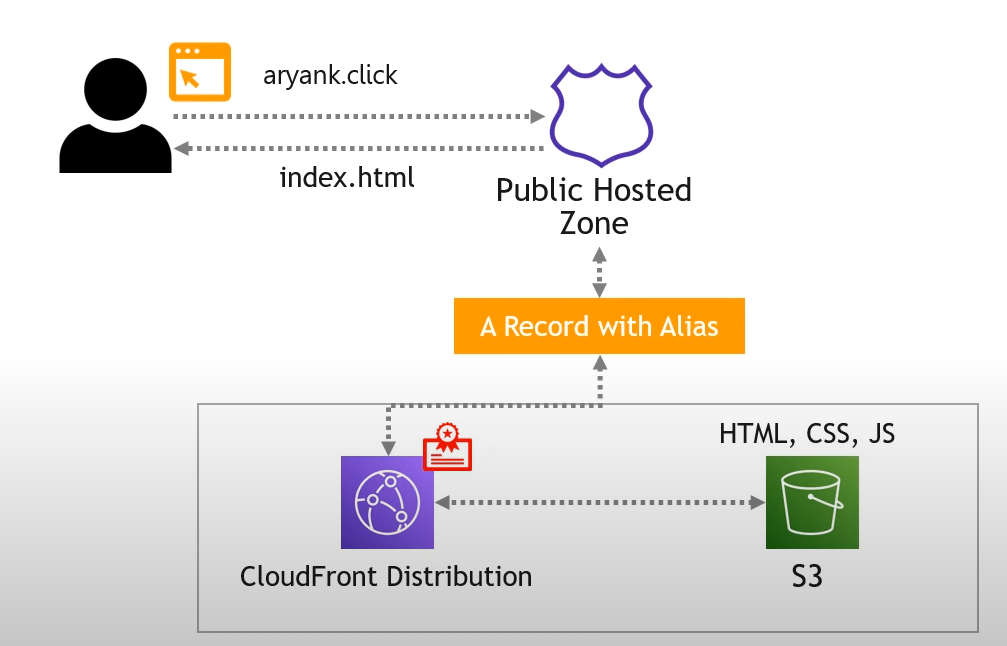 aryank.click
index.html
Public Hosted
Zone
A Record with Alias
HTML, CSS, JS
CloudFront Distribution
S3